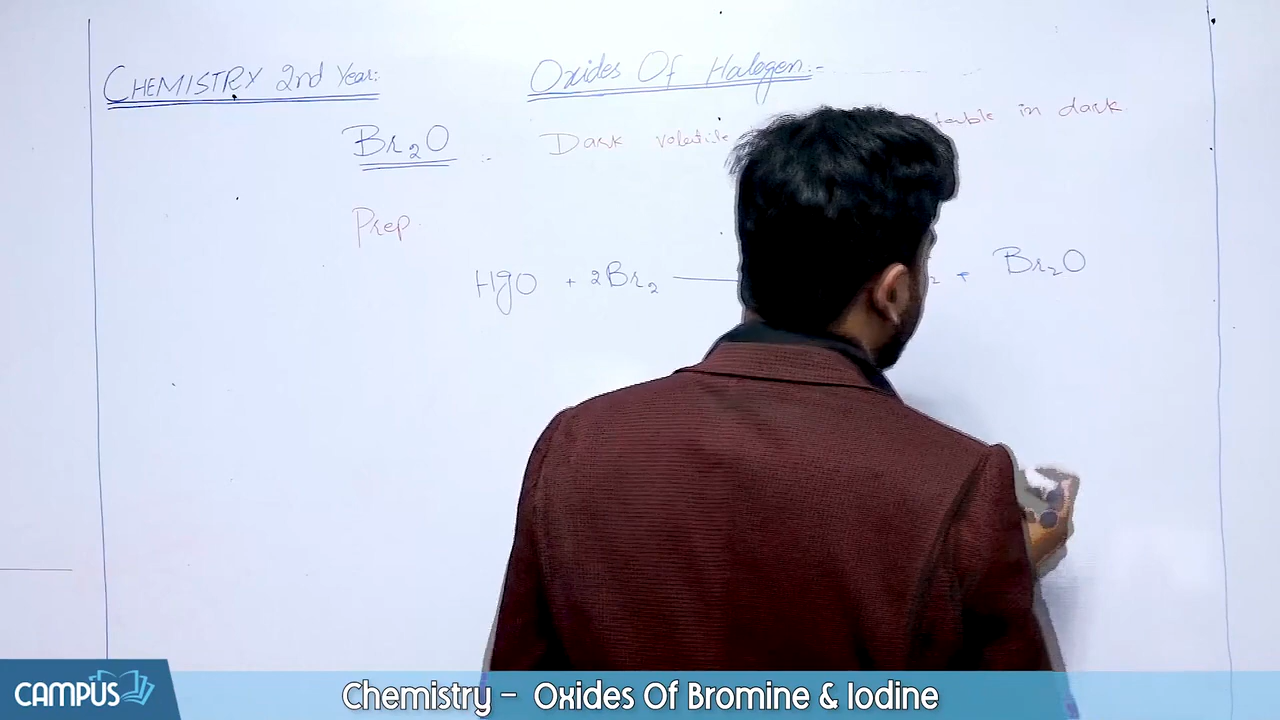 CHEMISTRY 2nd Year:
Oxides Of Halogen:-
Br₂O :- Dark volatile in dark
Prep.
HgO + 2Br₂ + Br₂O
CAMPUS
Chemistry – Oxides Of Bromine & Iodine